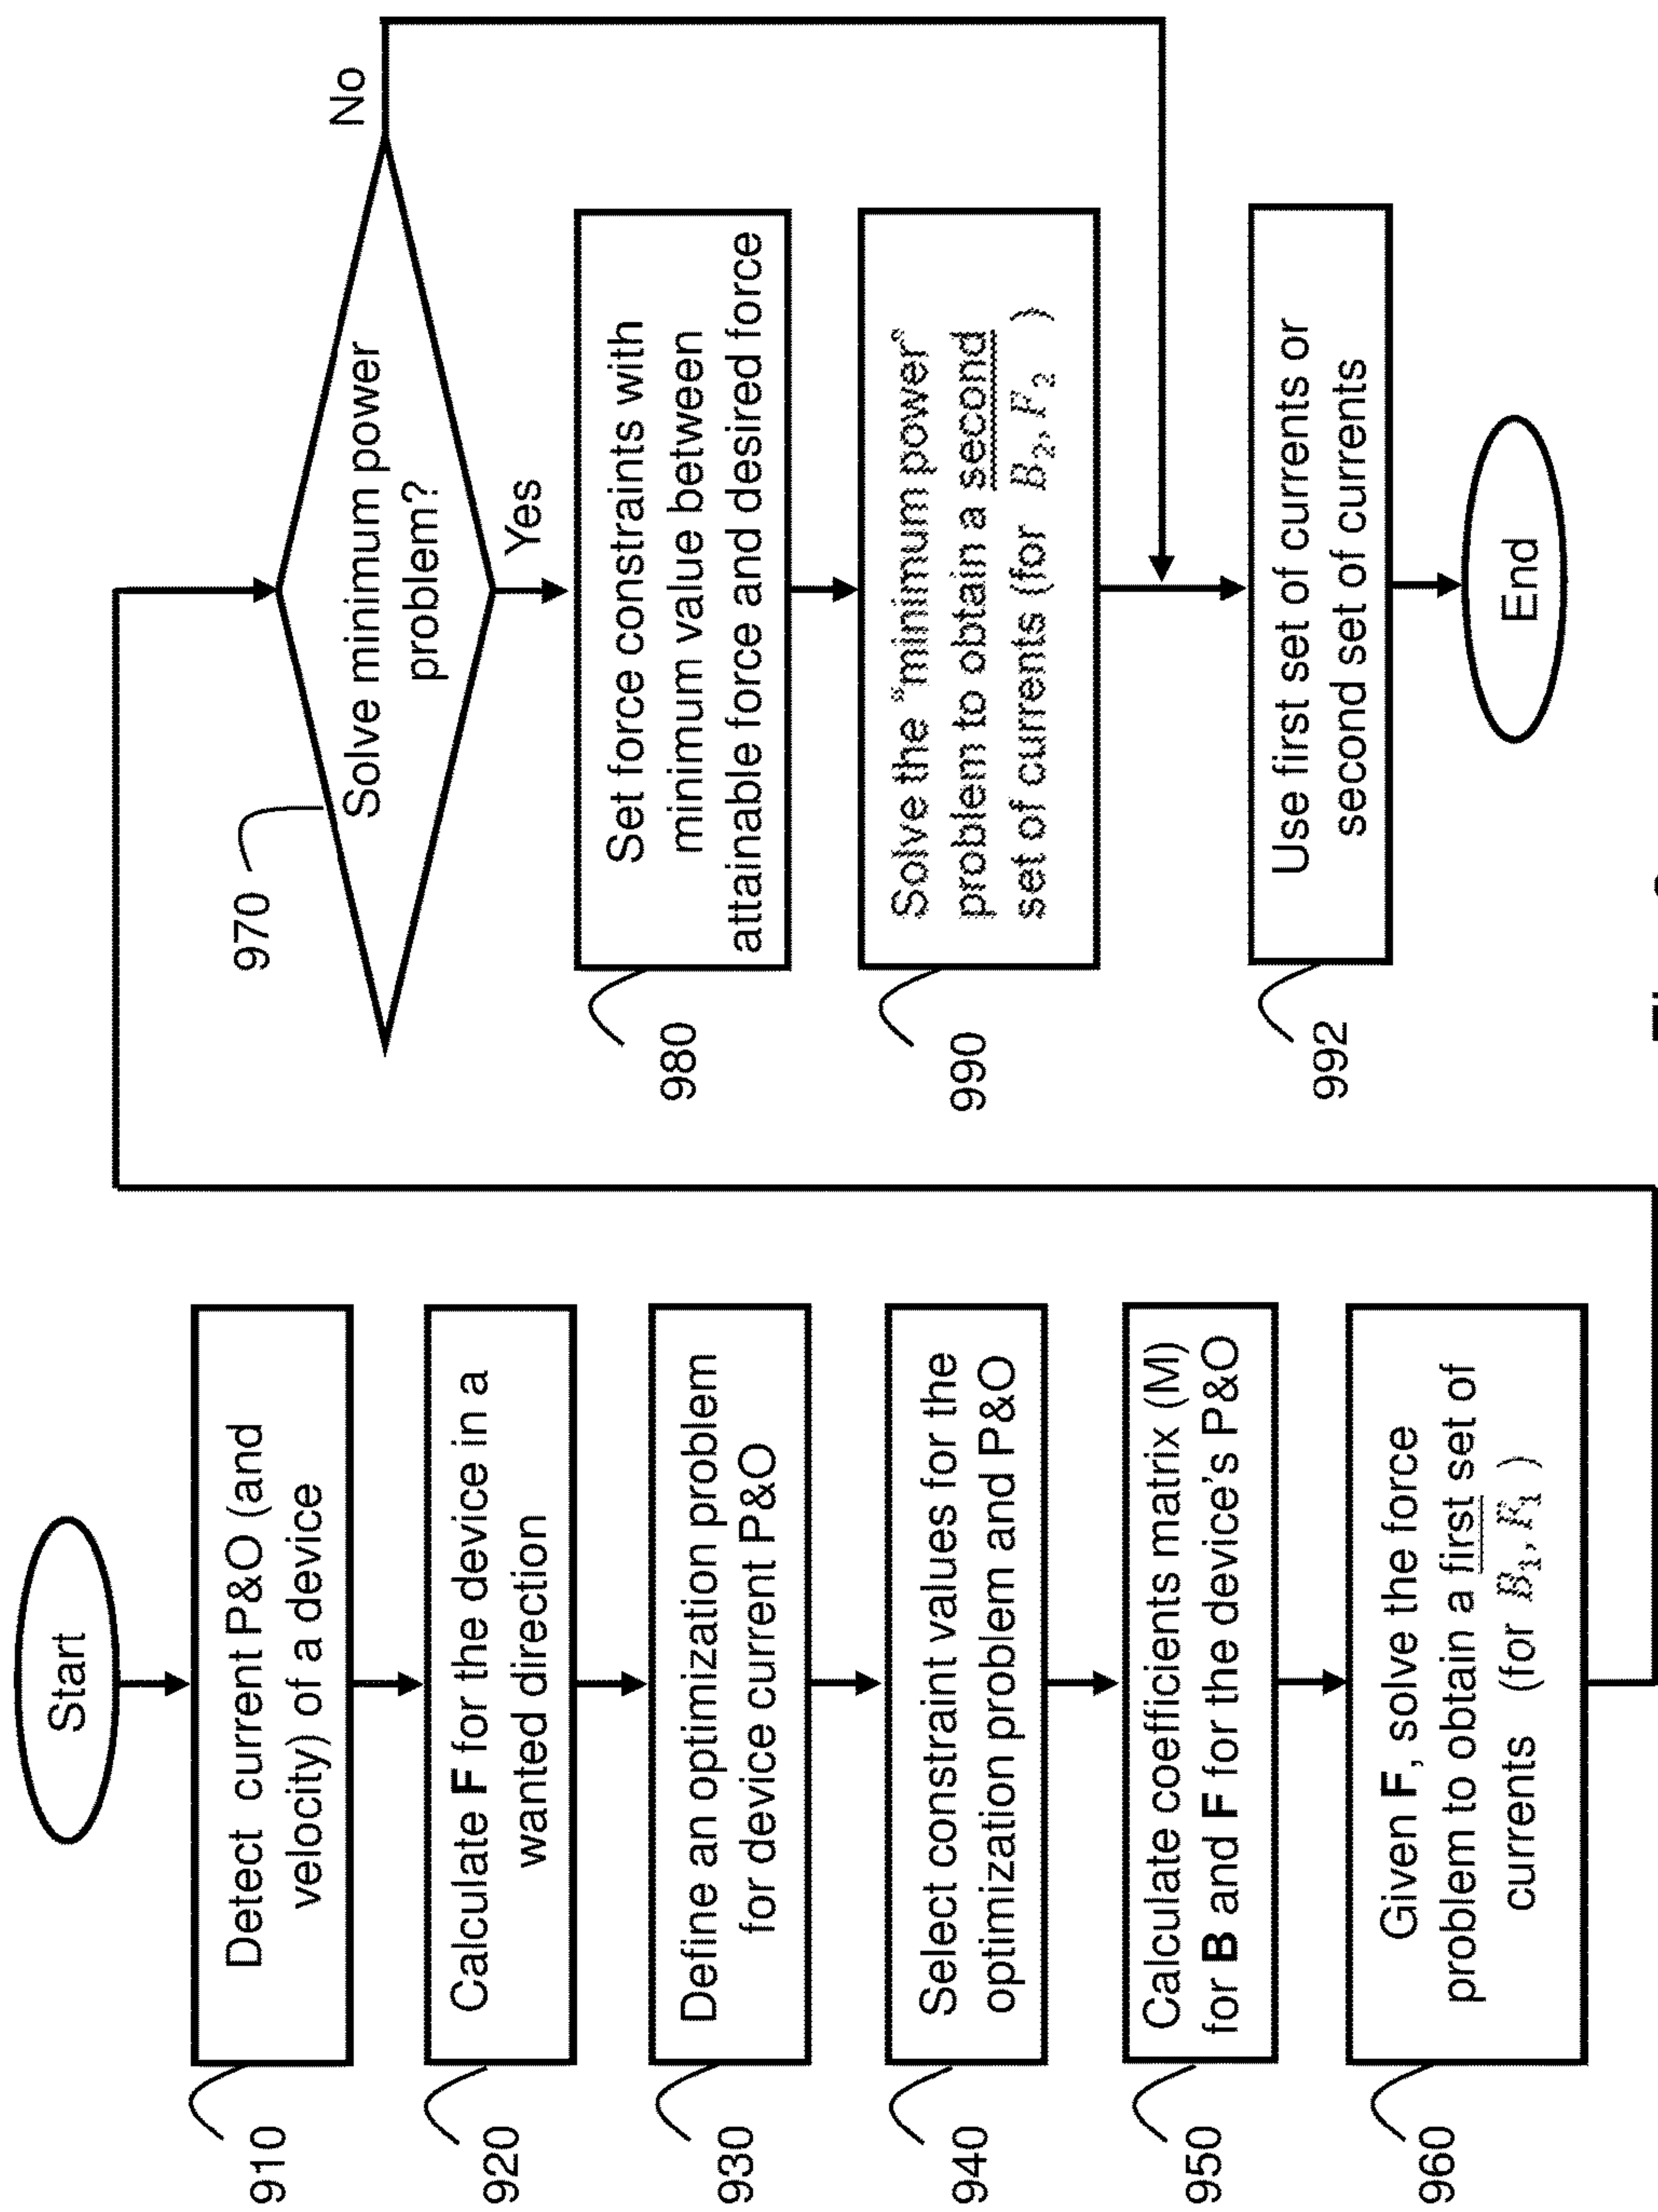 Start
910
Detect current P&O (and
velocity) of a device
920
Calculate F for the device in a
wanted direction
930
Define an optimization problem
for device current P&O
940
Select constraint values for the
optimization problem and P&O
950
Calculate coefficients matrix (M)
for B and F for the device's P&O
960
Given F, solve the force
problem to obtain a first set of
currents (for B₁, F₁ )
970
Solve minimum power
problem?
No
Yes
980
Set force constraints with
minimum value between
attainable force and desired force
990
Solve the "minimum power"
problem to obtain a second
set of currents (for B₂, F₂ )
992
Use first set of currents or
second set of currents
End